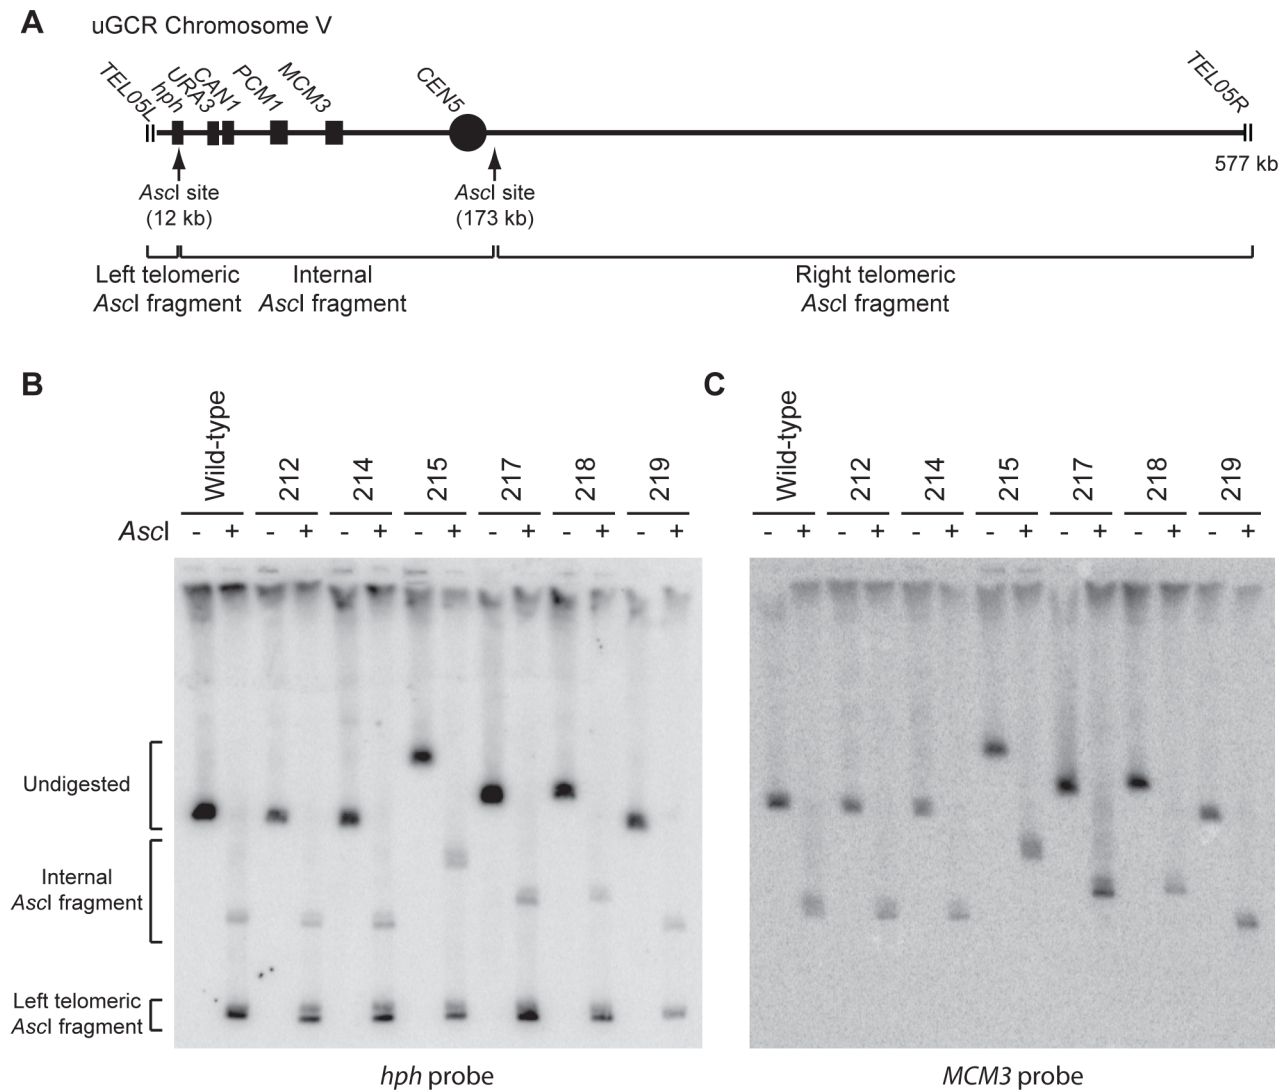 A
uGCR Chromosome V
TEL05L
hph
URA3
CAN1
PCM1
MCM3
CEN5
TEL05R
577 kb
AscI site
(12 kb)
AscI site
(173 kb)
Left telomeric
AscI fragment
Internal
AscI fragment
Right telomeric
AscI fragment
B
Wild-type
212
214
215
217
218
219
AscI - + - + - + - + - + - + - +
Undigested
Internal
AscI fragment
Left telomeric
AscI fragment
hph probe
C
Wild-type
212
214
215
217
218
219
- + - + - + - + - + - + - +
MCM3 probe